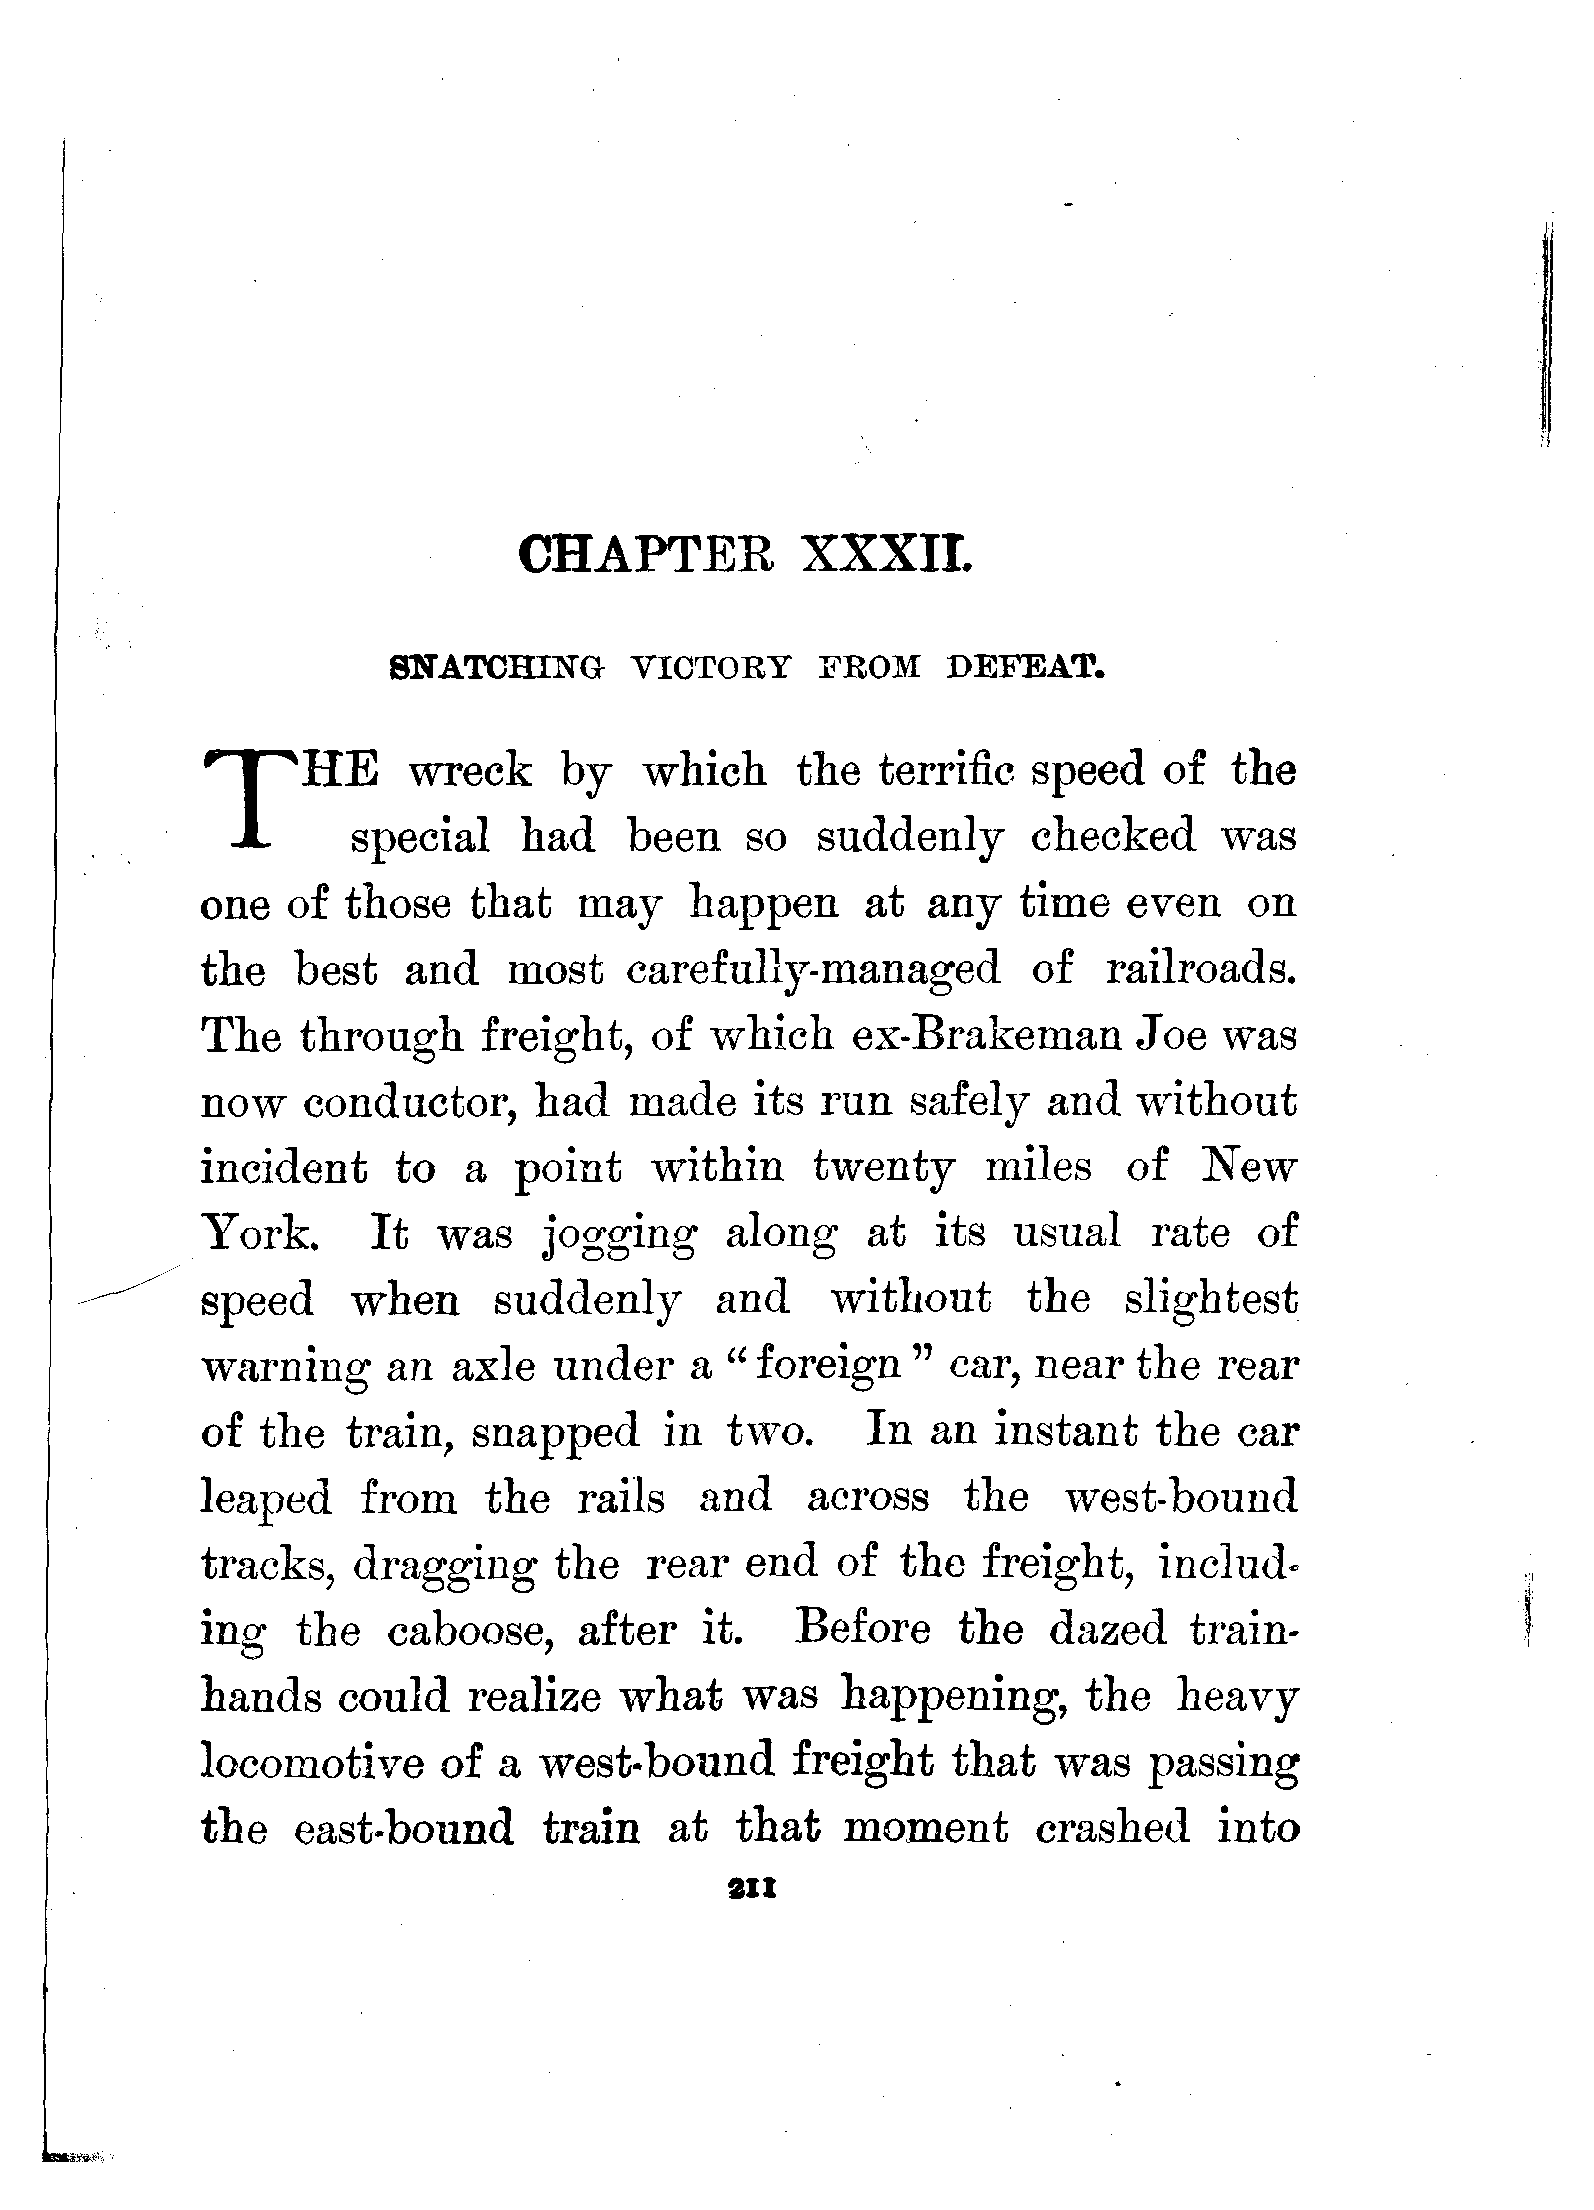 CHAPTER XXXII.
SNATCHING VICTORY FROM DEFEAT.
THE wreck by which the terrific speed of the
special had been so suddenly checked was
one of those that may happen at any time even on
the best and most carefully-managed of railroads.
The through freight, of which ex-Brakeman Joe was
now conductor, had made its run safely and without
incident to a point within twenty miles of New
York. It was jogging along at its usual rate of
speed when suddenly and without the slightest
warning an axle under a “foreign” car, near the rear
of the train, snapped in two. In an instant the car
leaped from the rails and across the west-bound
tracks, dragging the rear end of the freight, includ-
ing the caboose, after it. Before the dazed train-
hands could realize what was happening, the heavy
locomotive of a west-bound freight that was passing
the east-bound train at that moment crashed into
211